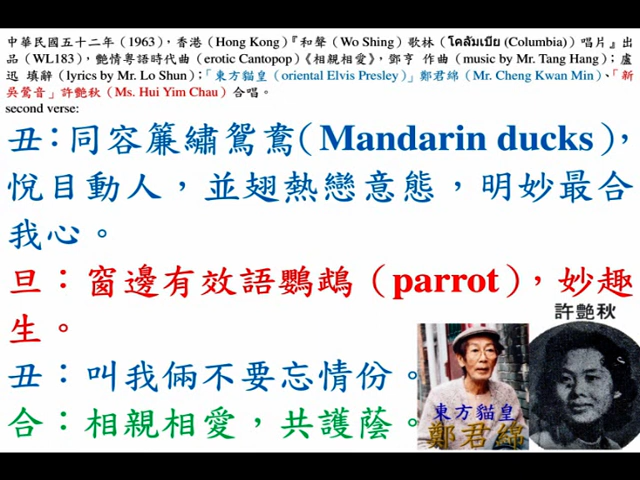 中華民國五十二年（1963），香港（Hong Kong）『和聲（Wo Shing）歌林（โคลัมเบีย (Columbia)）唱片』出
品（WL183），艷情粵語時代曲（erotic Cantopop）《相親相愛》，鄧亨 作曲（music by Mr. Tang Hang）；盧
迅 填辭（lyrics by Mr. Lo Shun）；「東方貓皇（oriental Elvis Presley）」鄭君綿（Mr. Cheng Kwan Min）、「新
吳鶯音」許艷秋（Ms. Hui Yim Chau）合唱。
second verse:
丑：同容簾繡鴛鴦（Mandarin ducks），
悅目動人，並翅熱戀意態，明妙最合
我心。
旦：窗邊有效語鸚鵡（parrot），妙趣
生。
丑：叫我倆不要忘情份。
合：相親相愛，共護蔭。
許艷秋
東方貓皇
鄭君綿